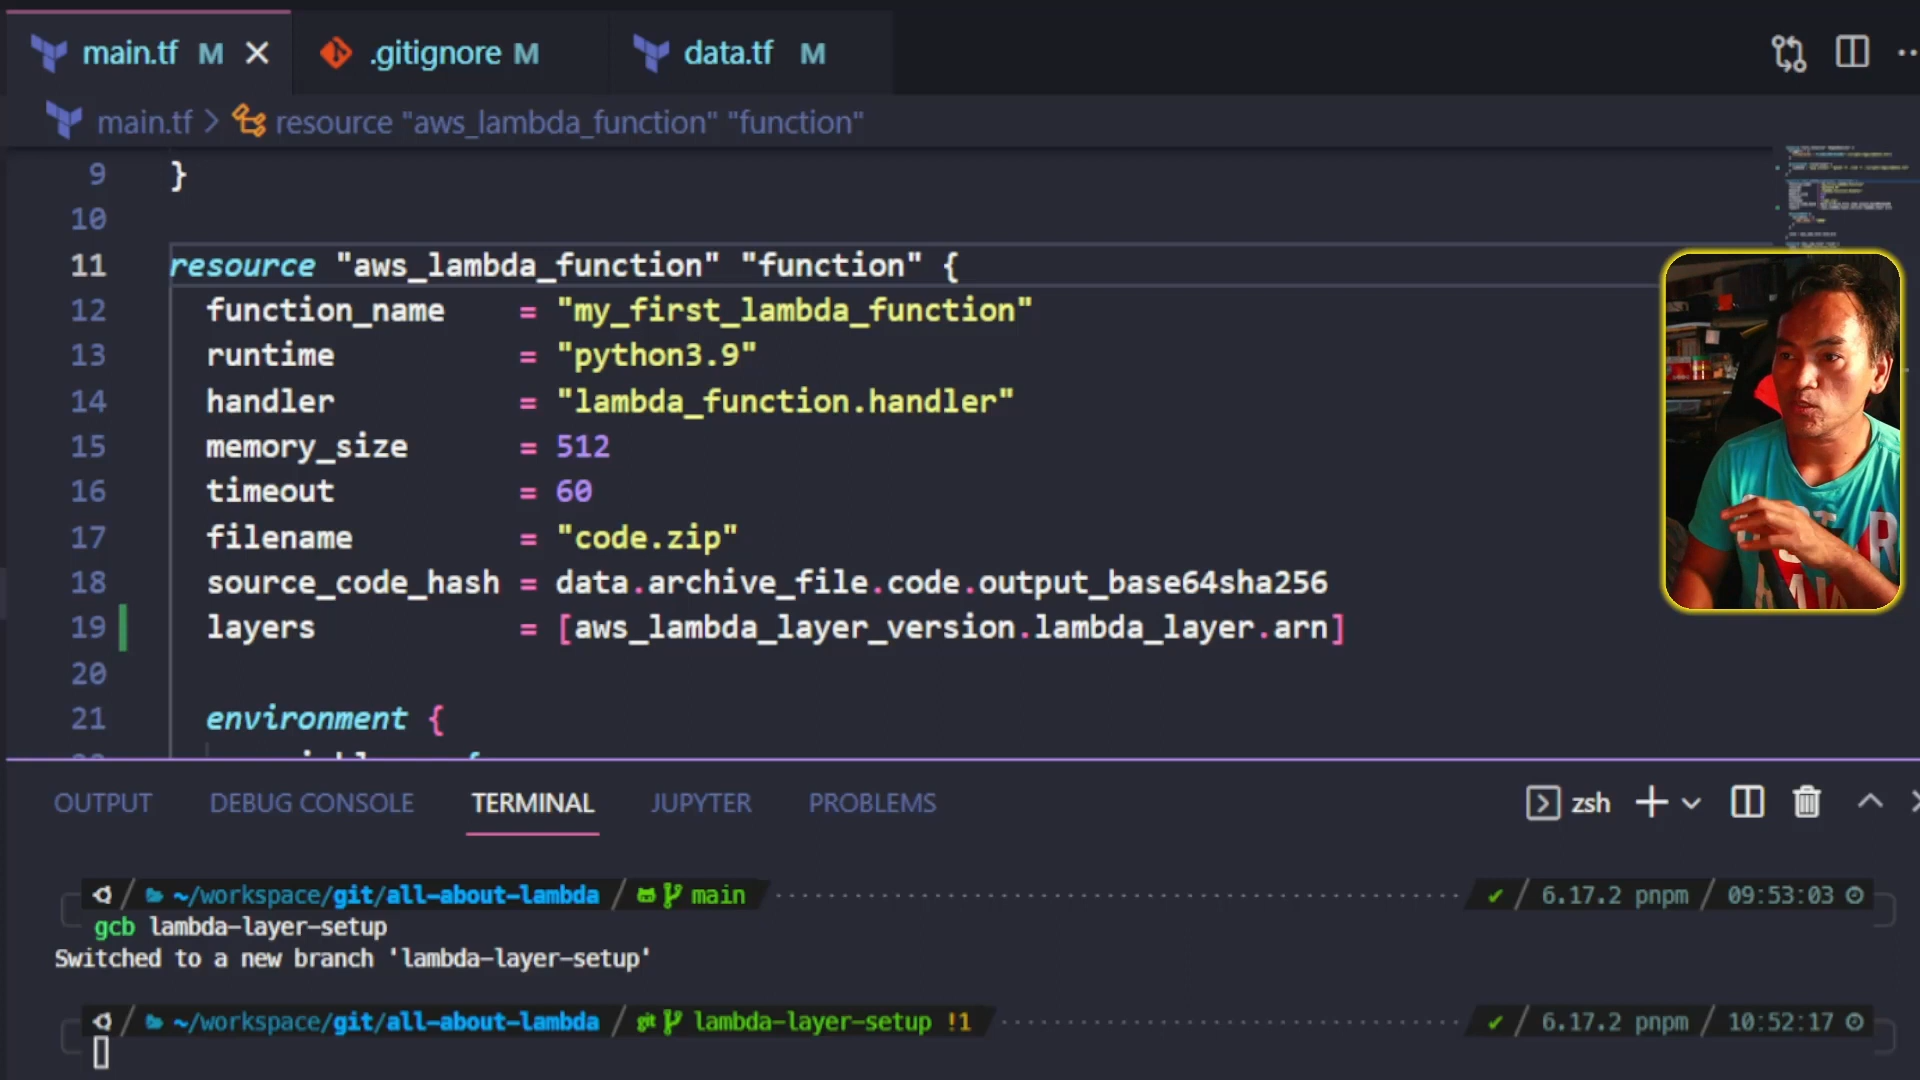 main.tf M
.gitignore M
data.tf M
main.tf > resource "aws_lambda_function" "function"
9 }
10
11 resource "aws_lambda_function" "function" {
12 function_name = "my_first_lambda_function"
13 runtime = "python3.9"
14 handler = "lambda_function.handler"
15 memory_size = 512
16 timeout = 60
17 filename = "code.zip"
18 source_code_hash = data.archive_file.code.output_base64sha256
19 layers = [aws_lambda_layer_version.lambda_layer.arn]
20
21 environment {
OUTPUT DEBUG CONSOLE TERMINAL JUPYTER PROBLEMS zsh
~/workspace/git/all-about-lambda / main ✔ / 6.17.2 pnpm / 09:53:03
gcb lambda-layer-setup
Switched to a new branch 'lambda-layer-setup'
~/workspace/git/all-about-lambda / git lambda-layer-setup !1 ✔ / 6.17.2 pnpm / 10:52:17